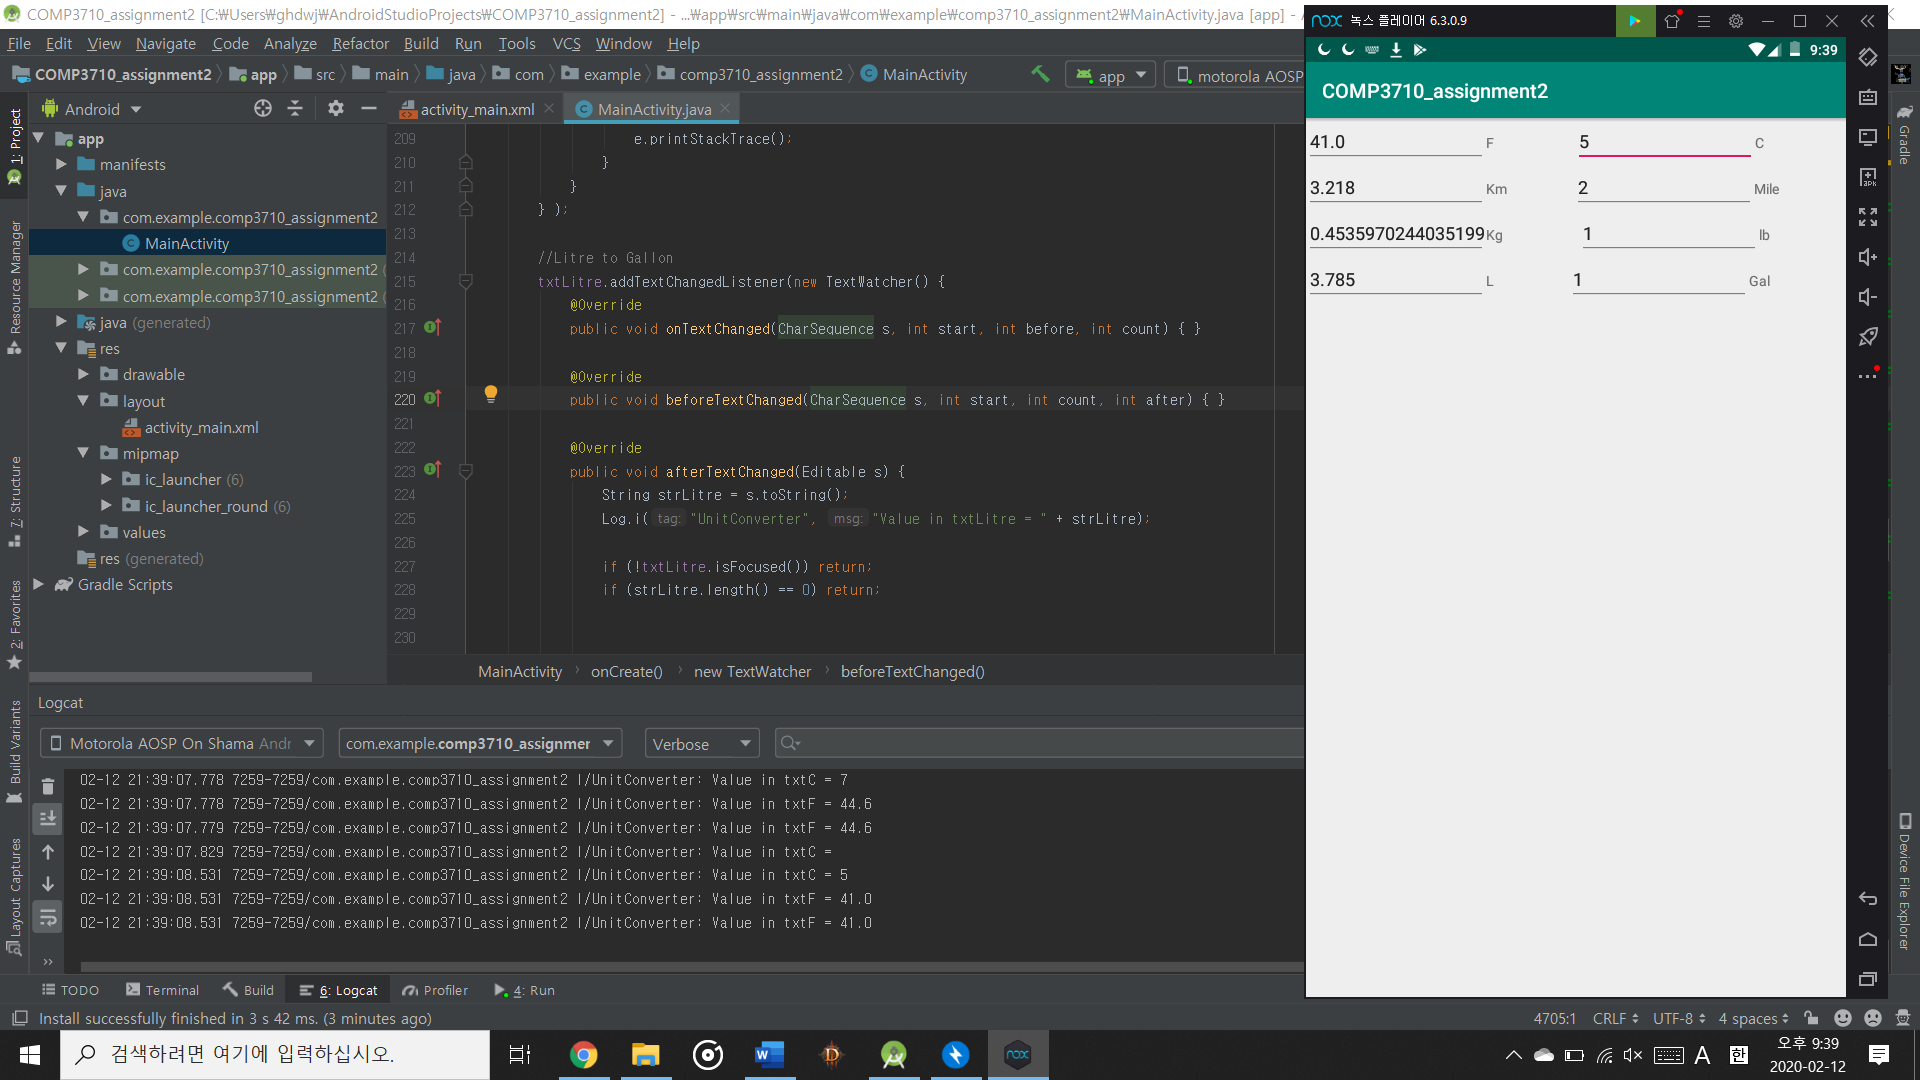 COMP3710_assignment2 [C:₩Users₩ghdwj₩AndroidStudioProjects₩COMP3710_assignment2] - ...₩app₩src₩main₩java₩com₩example₩comp3710_assignment2₩MainActivity.java [app] -
File Edit View Navigate Code Analyze Refactor Build Run Tools VCS Window Help
COMP3710_assignment2 app src main java com example comp3710_assignment2 MainActivity app motorola AOSP
Android
activity_main.xml MainActivity.java
1: Project
Resource Manager
7: Structure
2: Favorites
Build Variants
Layout Captures
app
manifests
java
com.example.comp3710_assignment2
MainActivity
com.example.comp3710_assignment2 (
com.example.comp3710_assignment2 (
java (generated)
res
drawable
layout
activity_main.xml
mipmap
ic_launcher (6)
ic_launcher_round (6)
values
res (generated)
Gradle Scripts
209 e.printStackTrace();
210 }
211 }
212 } );
213
214 //Litre to Gallon
215 txtLitre.addTextChangedListener(new TextWatcher() {
216 @Override
217 public void onTextChanged(CharSequence s, int start, int before, int count) { }
218
219 @Override
220 public void beforeTextChanged(CharSequence s, int start, int count, int after) { }
221
222 @Override
223 public void afterTextChanged(Editable s) {
224 String strLitre = s.toString();
225 Log.i( tag: "UnitConverter", msg: "Value in txtLitre = " + strLitre);
226
227 if (!txtLitre.isFocused()) return;
228 if (strLitre.length() == 0) return;
229
230
MainActivity › onCreate() › new TextWatcher › beforeTextChanged()
Logcat
Motorola AOSP On Shama Andr com.example.comp3710_assignmer Verbose
02-12 21:39:07.778 7259-7259/com.example.comp3710_assignment2 I/UnitConverter: Value in txtC = 7
02-12 21:39:07.778 7259-7259/com.example.comp3710_assignment2 I/UnitConverter: Value in txtF = 44.6
02-12 21:39:07.779 7259-7259/com.example.comp3710_assignment2 I/UnitConverter: Value in txtF = 44.6
02-12 21:39:07.829 7259-7259/com.example.comp3710_assignment2 I/UnitConverter: Value in txtC =
02-12 21:39:08.531 7259-7259/com.example.comp3710_assignment2 I/UnitConverter: Value in txtC = 5
02-12 21:39:08.531 7259-7259/com.example.comp3710_assignment2 I/UnitConverter: Value in txtF = 41.0
02-12 21:39:08.531 7259-7259/com.example.comp3710_assignment2 I/UnitConverter: Value in txtF = 41.0
TODO Terminal Build 6: Logcat Profiler 4: Run
Install successfully finished in 3 s 42 ms. (3 minutes ago)
4705:1 CRLF UTF-8 4 spaces
nox 녹스 플레이어 6.3.0.9
9:39
COMP3710_assignment2
41.0 F 5 C
3.218 Km 2 Mile
0.4535970244035199 Kg 1 lb
3.785 L 1 Gal
Gradle
Device File Explorer
검색하려면 여기에 입력하십시오.
A 한
오후 9:39
2020-02-12